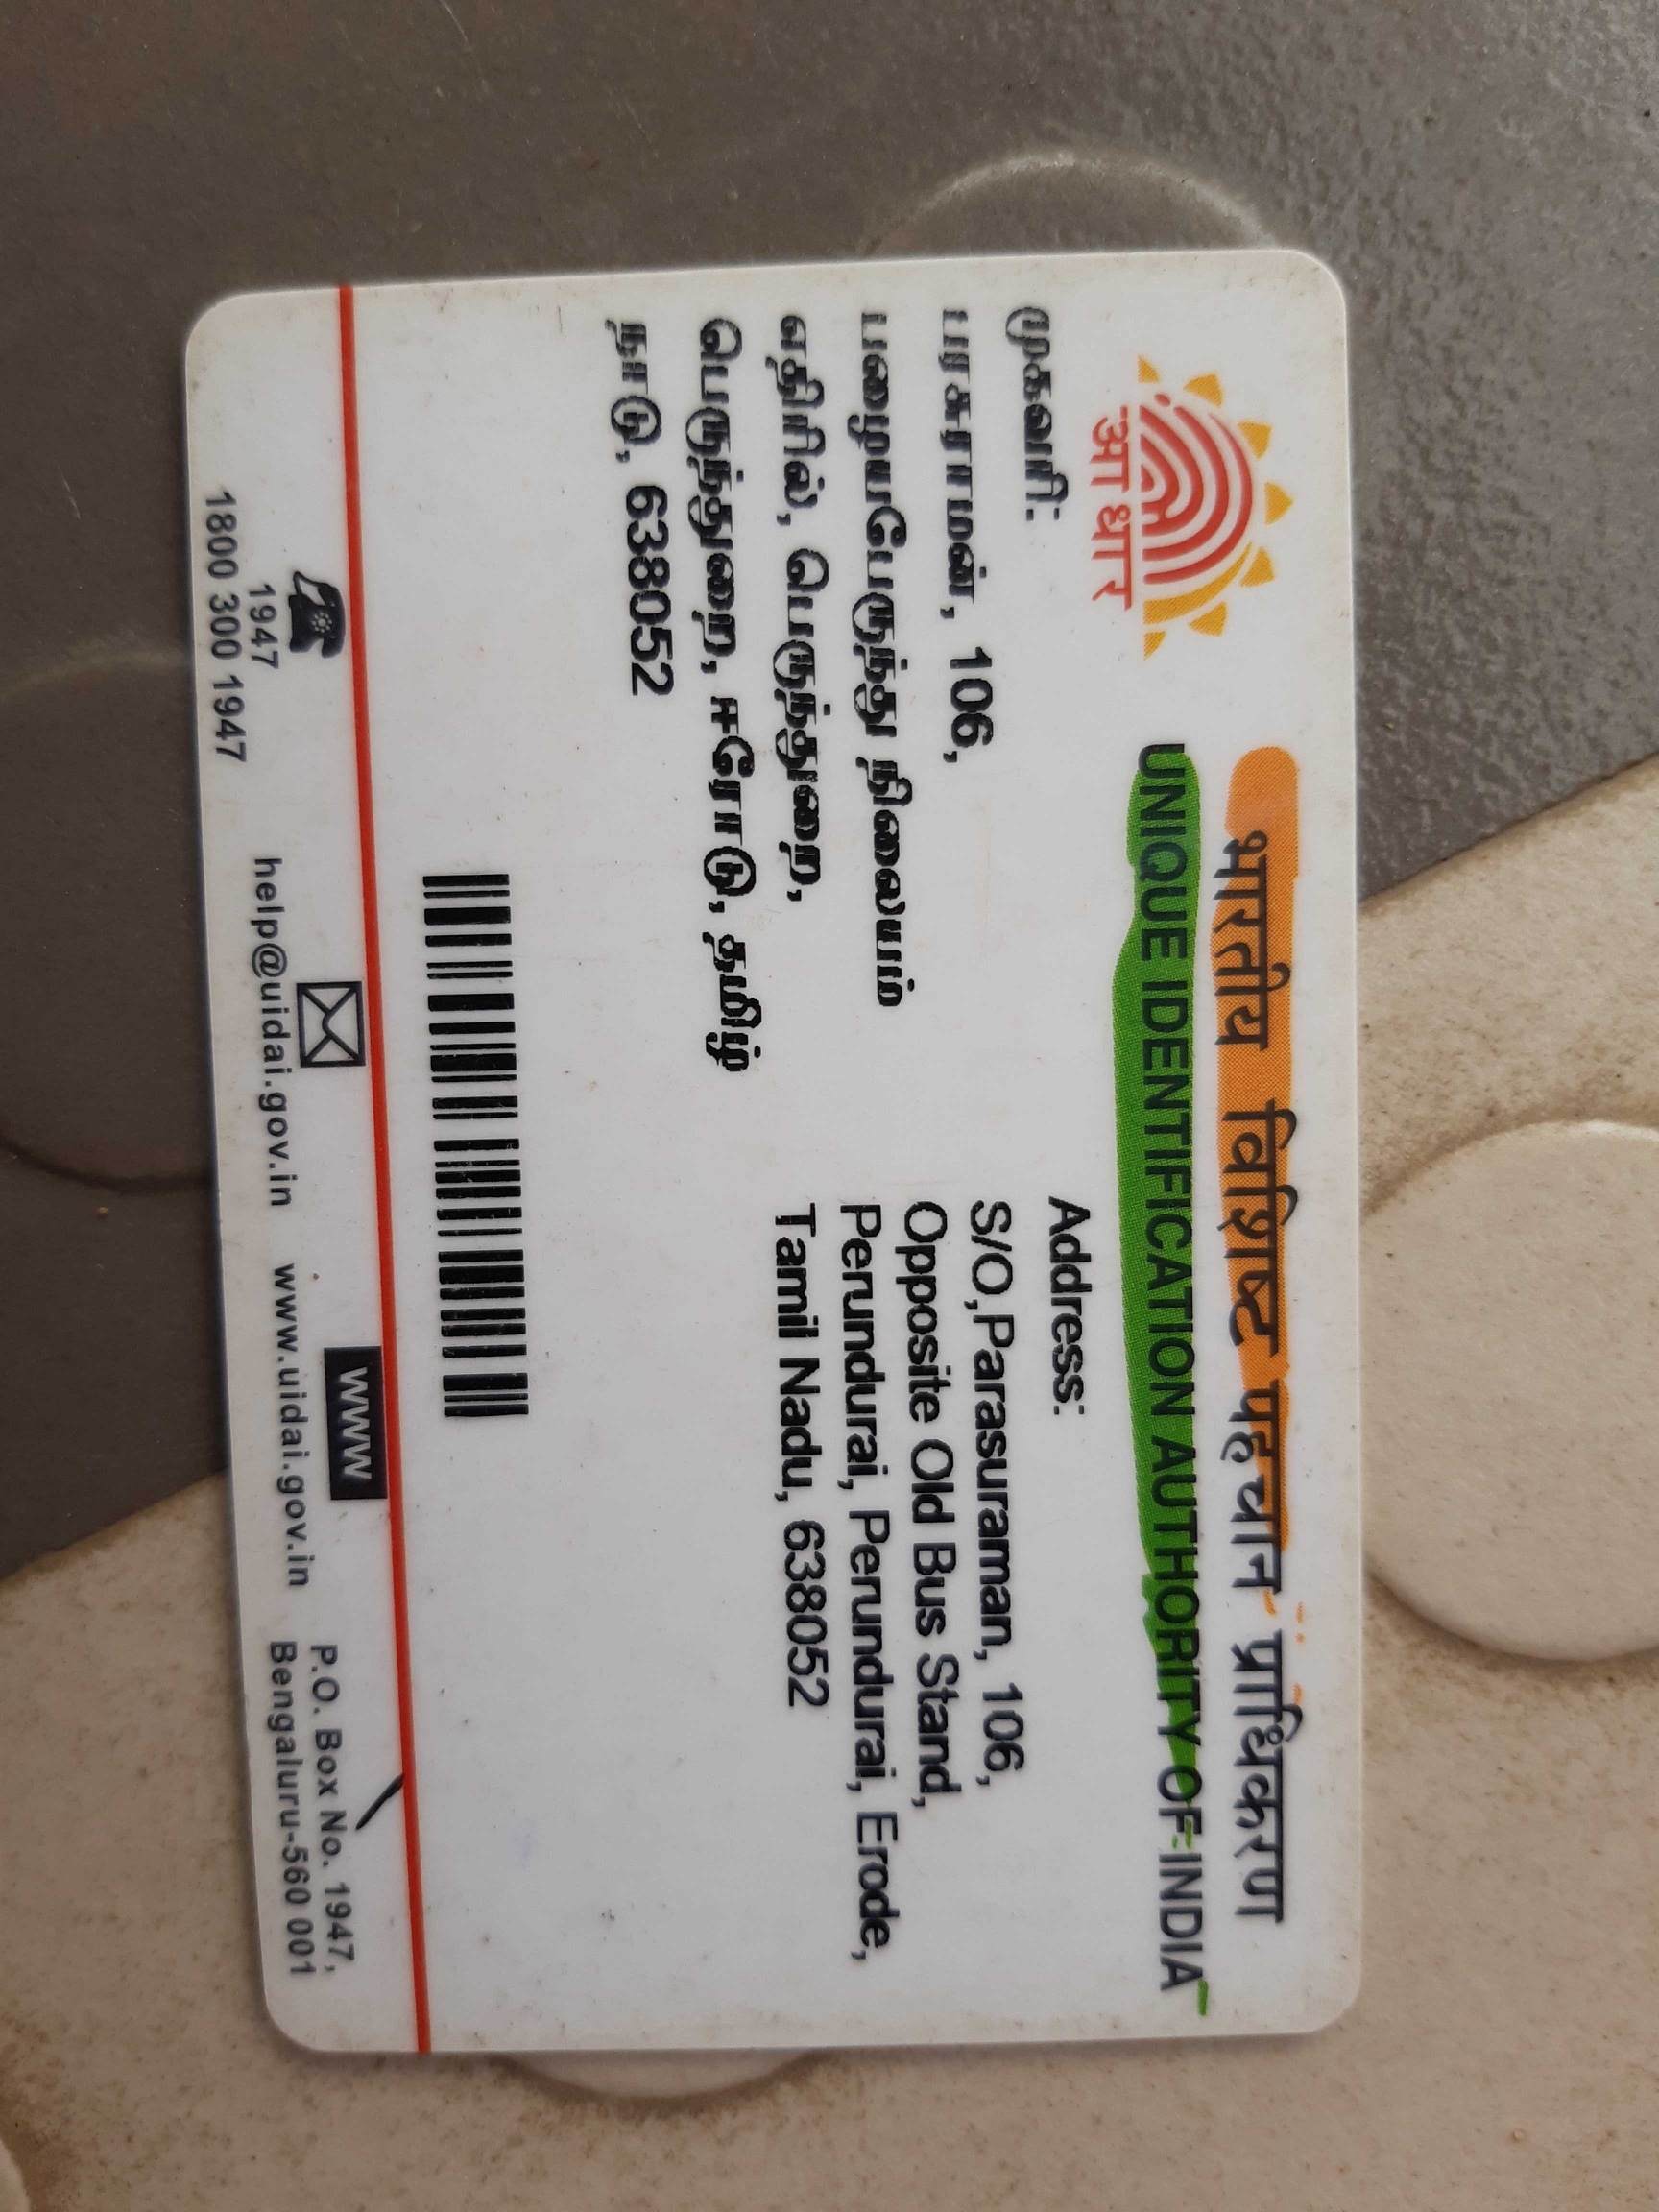 भारतीय विशिष्ट पहचान प्राधिकरण
UNIQUE IDENTIFICATION AUTHORITY OF INDIA
आधार
முகவரி:
பரசுராமன், 106,
பழையபேருந்து நிலையம்
எதிரில், பெருந்துறை,
பெருந்துறை, ஈரோடு, தமிழ்
நாடு, 638052
Address:
S/O,Parasuraman, 106,
Opposite Old Bus Stand,
Perundurai, Perundurai, Erode,
Tamil Nadu, 638052
1947
1800 300 1947
help@uidai.gov.in
WWW
www.uidai.gov.in
P.O. Box No. 1947,
Bengaluru-560 001